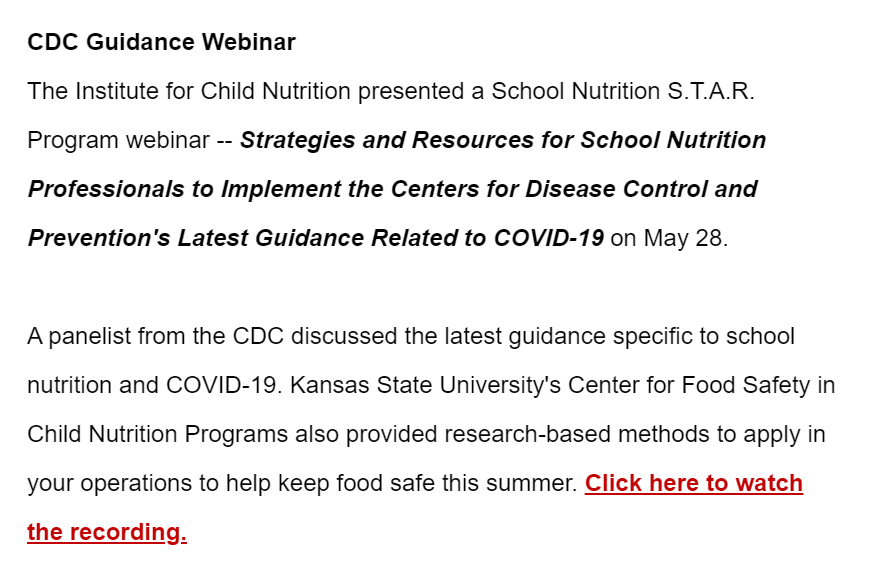 CDC Guidance Webinar
The Institute for Child Nutrition presented a School Nutrition S.T.A.R.
Program webinar -- Strategies and Resources for School Nutrition
Professionals to Implement the Centers for Disease Control and
Prevention's Latest Guidance Related to COVID-19 on May 28.
A panelist from the CDC discussed the latest guidance specific to school
nutrition and COVID-19. Kansas State University's Center for Food Safety in
Child Nutrition Programs also provided research-based methods to apply in
your operations to help keep food safe this summer. Click here to watch
the recording.